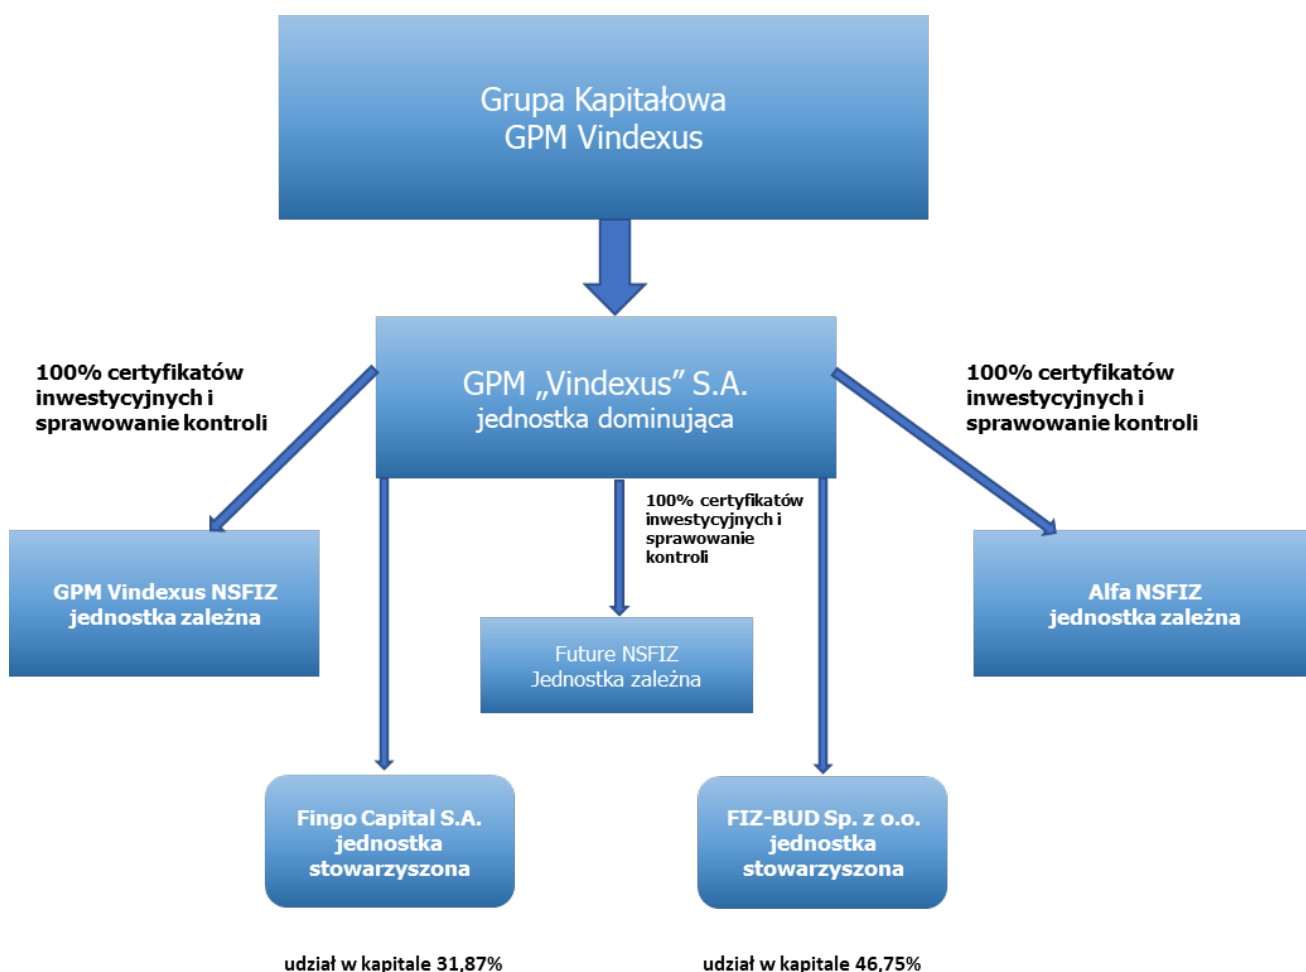 Grupa Kapitałowa
GPM Vindexus
GPM „Vindexus” S.A.
jednostka dominująca
100% certyfikatów
inwestycyjnych i
sprawowanie kontroli
100% certyfikatów
inwestycyjnych i
sprawowanie kontroli
100% certyfikatów
inwestycyjnych i
sprawowanie
kontroli
GPM Vindexus NSFIZ
jednostka zależna
Future NSFIZ
Jednostka zależna
Alfa NSFIZ
jednostka zależna
Fingo Capital S.A.
jednostka
stowarzyszona
FIZ-BUD Sp. z o.o.
jednostka
stowarzyszona
udział w kapitale 31,87%
udział w kapitale 46,75%